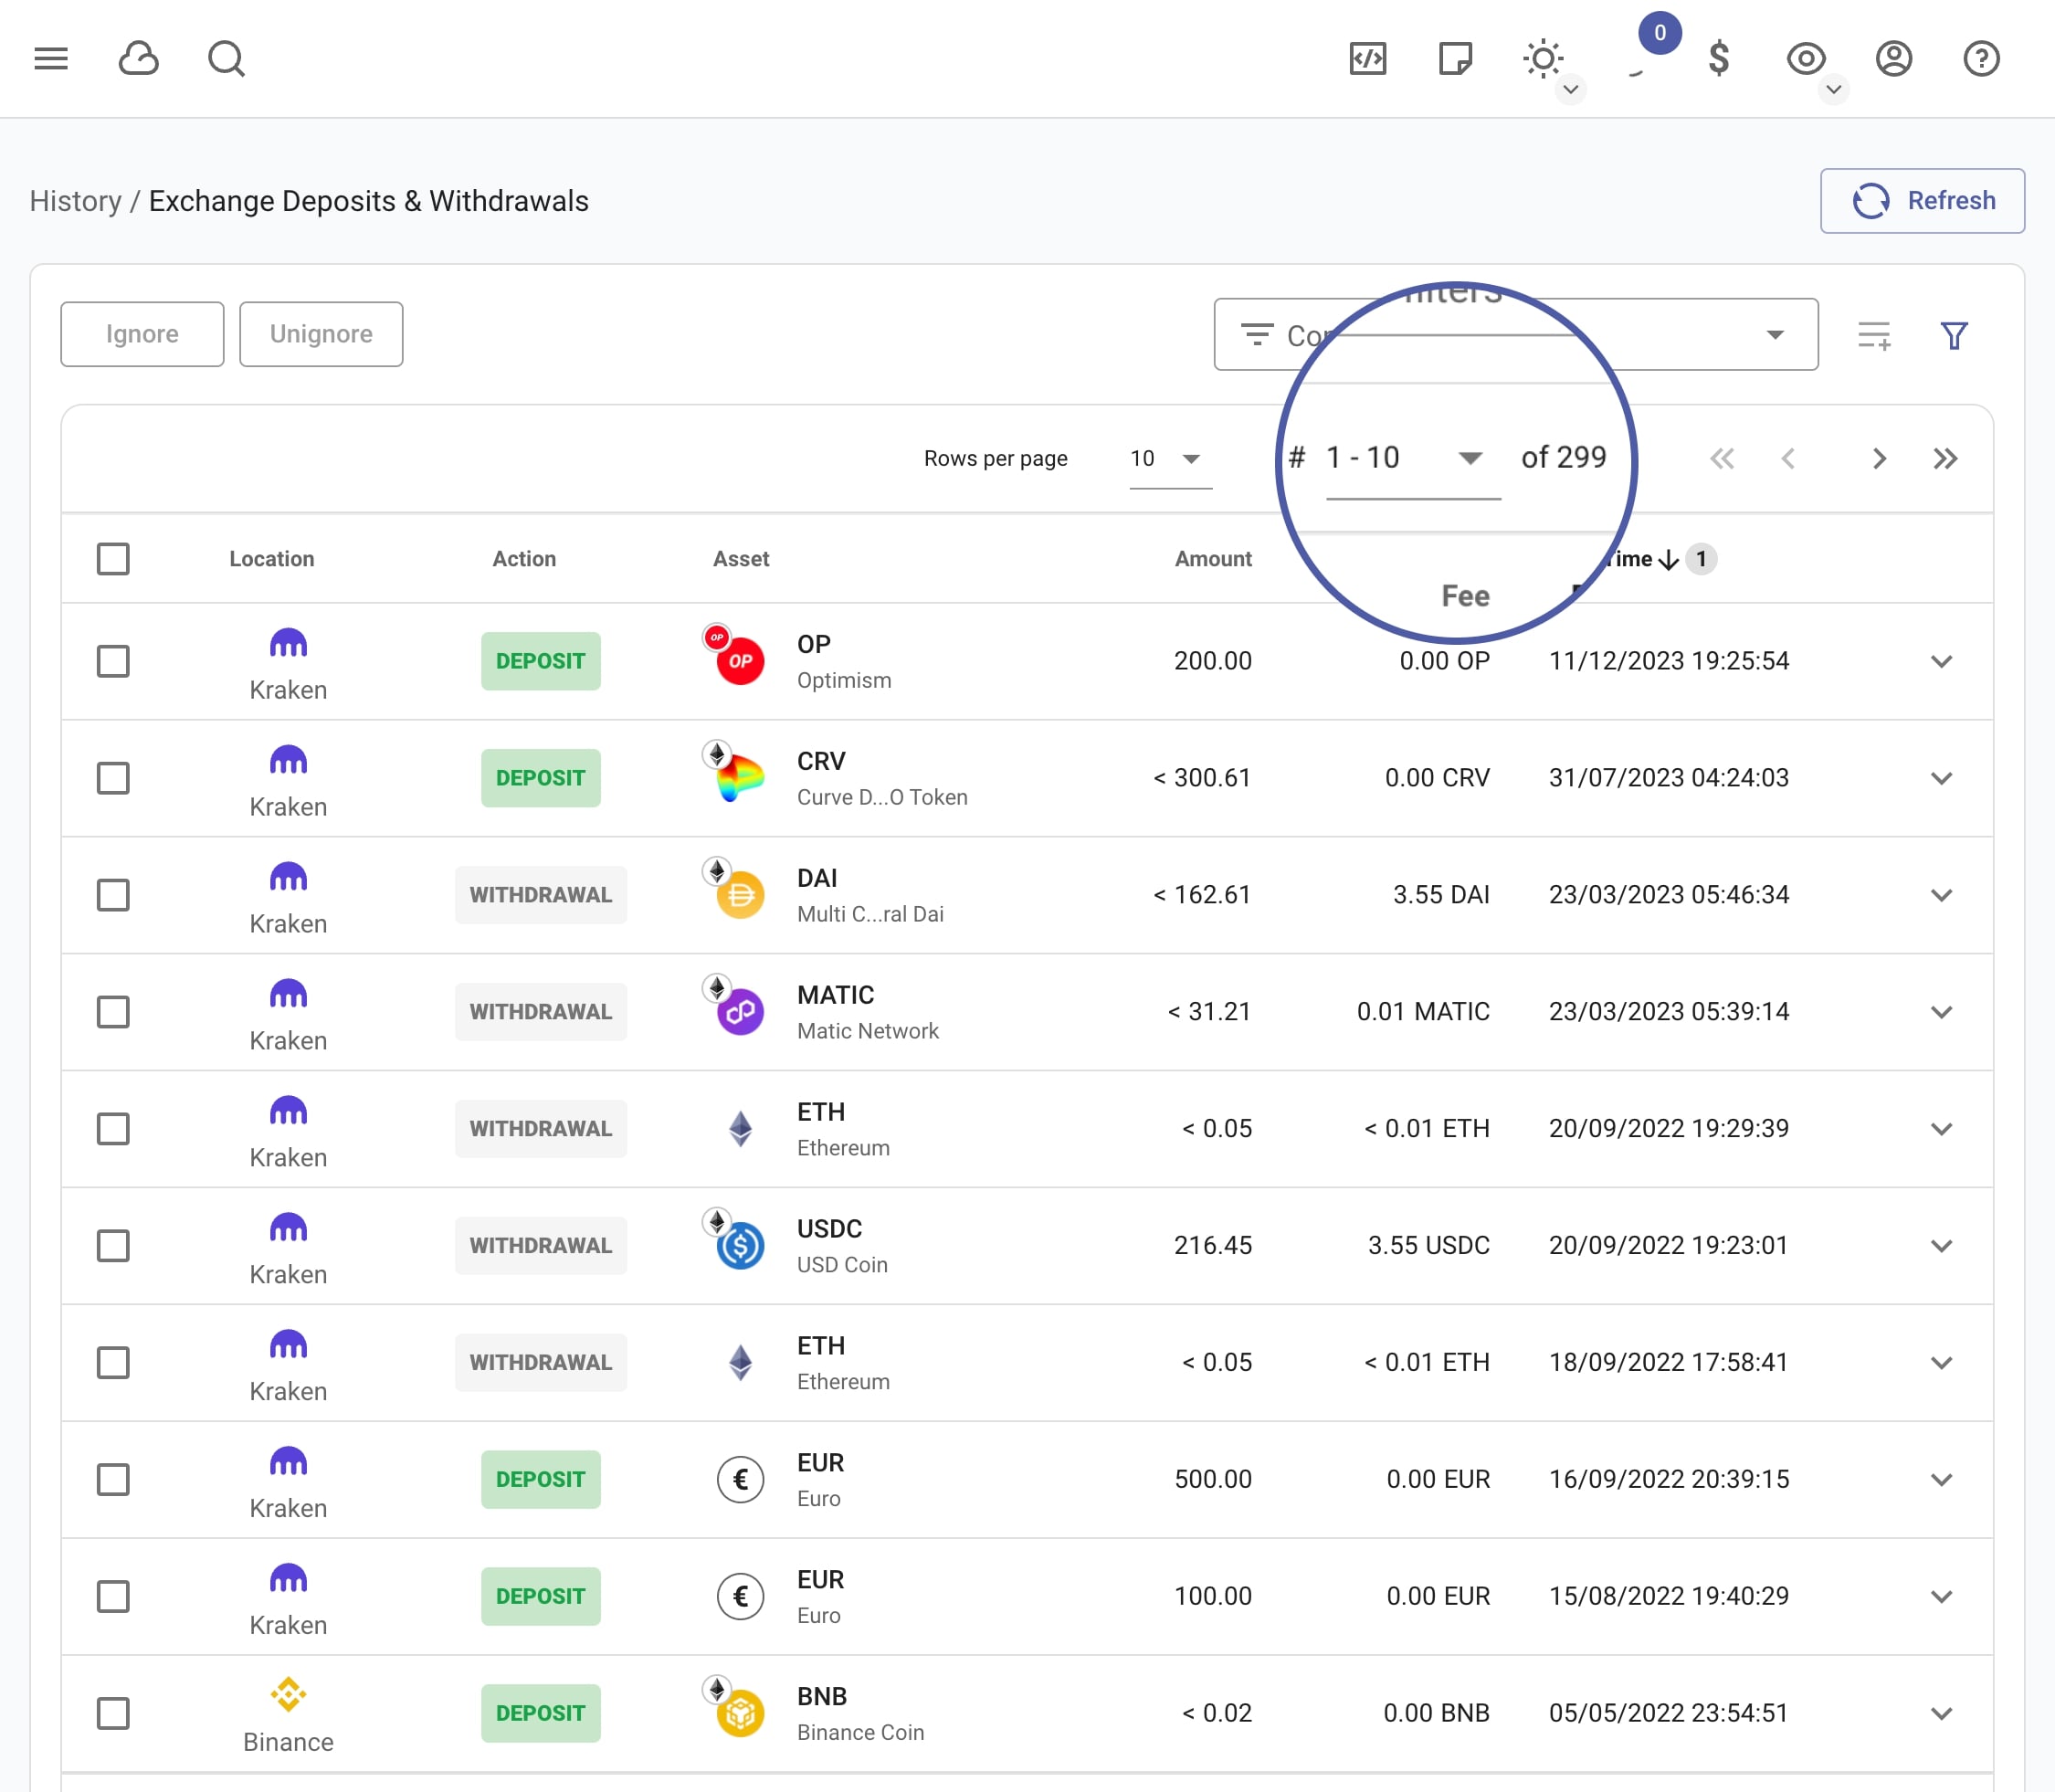 0
History / Exchange Deposits & Withdrawals
Refresh
Ignore
Unignore
Rows per page 10 # 1 - 10 of 299
Location Action Asset Amount Fee 1
OP
OP
Kraken DEPOSIT OP 200.00 0.00 OP 11/12/2023 19:25:54
Optimism
Kraken DEPOSIT CRV < 300.61 0.00 CRV 31/07/2023 04:24:03
Curve D...O Token
Kraken WITHDRAWAL DAI < 162.61 3.55 DAI 23/03/2023 05:46:34
Multi C...ral Dai
Kraken WITHDRAWAL MATIC < 31.21 0.01 MATIC 23/03/2023 05:39:14
Matic Network
Kraken WITHDRAWAL ETH < 0.05 < 0.01 ETH 20/09/2022 19:29:39
Ethereum
Kraken WITHDRAWAL USDC 216.45 3.55 USDC 20/09/2022 19:23:01
USD Coin
Kraken WITHDRAWAL ETH < 0.05 < 0.01 ETH 18/09/2022 17:58:41
Ethereum
Kraken DEPOSIT € EUR 500.00 0.00 EUR 16/09/2022 20:39:15
Euro
Kraken DEPOSIT € EUR 100.00 0.00 EUR 15/08/2022 19:40:29
Euro
Binance DEPOSIT BNB < 0.02 0.00 BNB 05/05/2022 23:54:51
Binance Coin